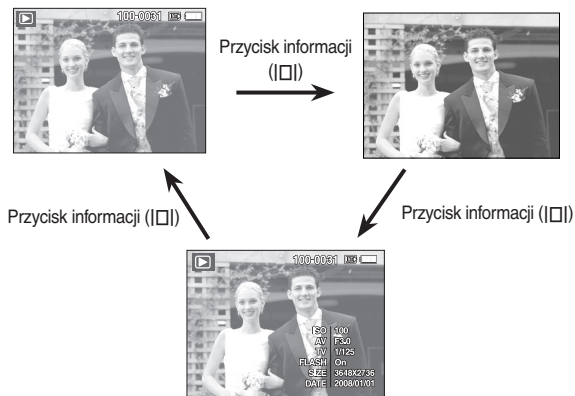 100-0031
Przycisk informacji
(|□|)
Przycisk informacji (|□|)
Przycisk informacji (|□|)
100-0031
ISO 100
AV F3.0
TV 1/125
FLASH On
SIZE 3648X2736
DATE 2008/01/01